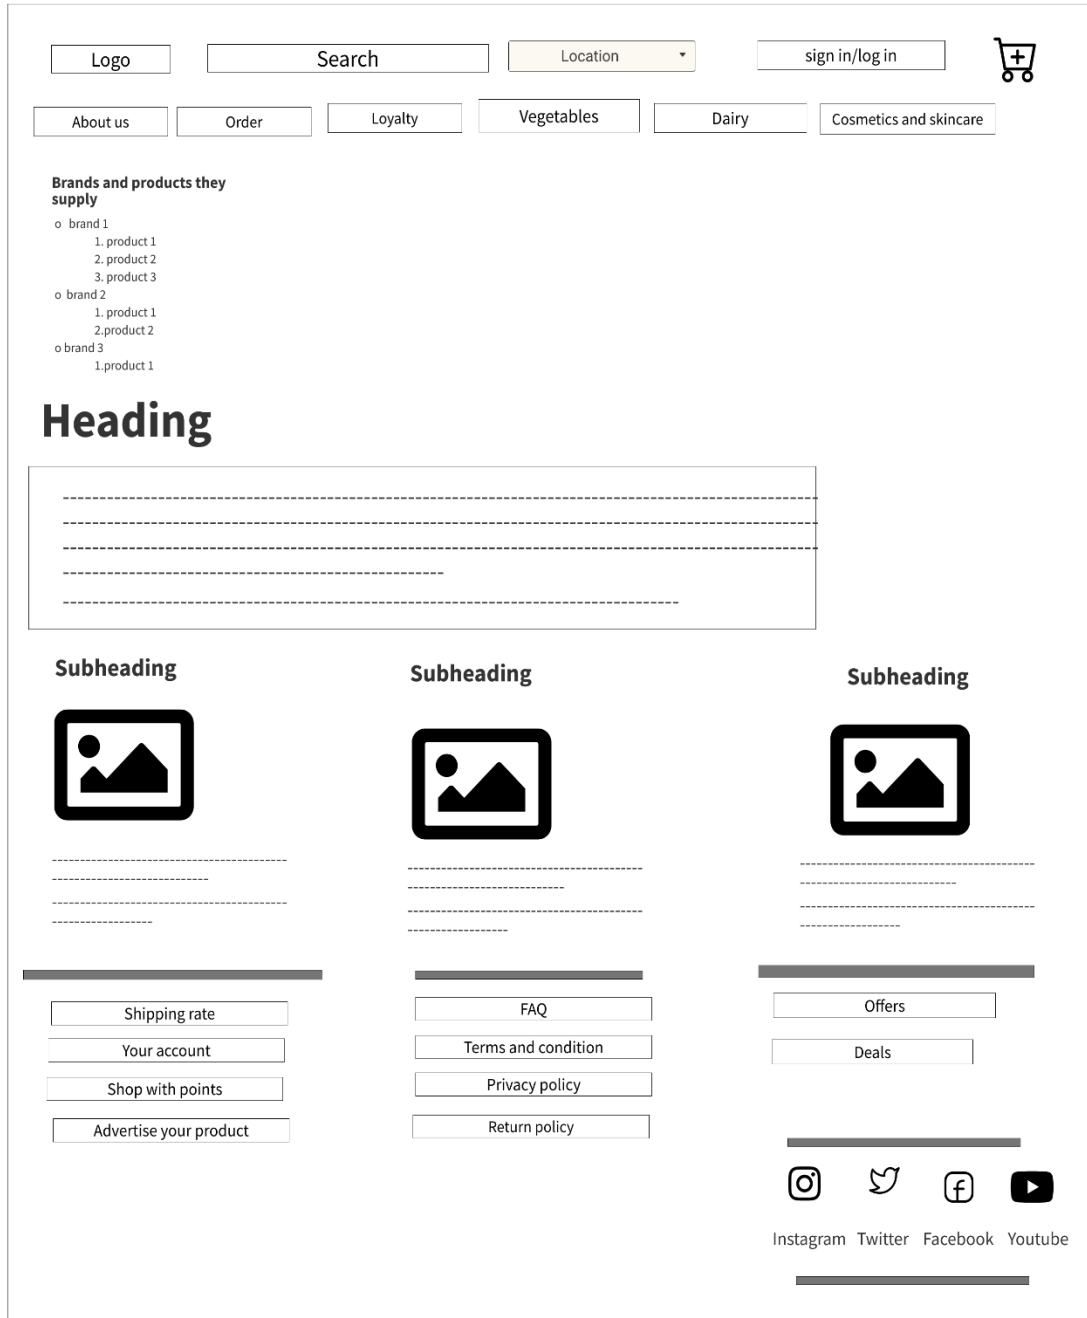 Logo
Search
Location
sign in/log in
About us
Order
Loyalty
Vegetables
Dairy
Cosmetics and skincare
Brands and products they
supply
o brand 1
1. product 1
2. product 2
3. product 3
o brand 2
1. product 1
2.product 2
o brand 3
1.product 1
Heading
Subheading
Subheading
Subheading
Shipping rate
Your account
Shop with points
Advertise your product
FAQ
Terms and condition
Privacy policy
Return policy
Offers
Deals
Instagram
Twitter
Facebook
Youtube